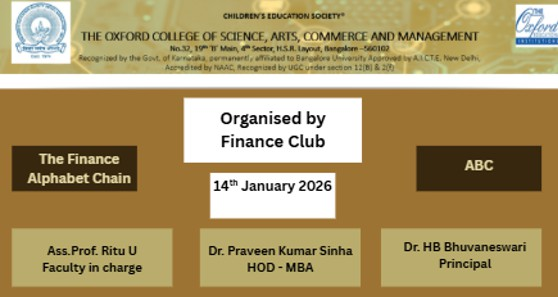 CHILDREN'S EDUCATION SOCIETY®
THE OXFORD COLLEGE OF SCIENCE, ARTS, COMMERCE AND MANAGEMENT
No.32, 19th 'B' Main, 4th Sector, H.S.R. Layout, Bangalore -560102
Recognized by the Govt. of Karnataka, permanently affiliated to Bangalore University Approved by A.I.C.T.E, New Delhi,
Accredited by NAAC, Recognized by UGC under section 12(B) & 2(f)
THE
Oxford
INSTITUTIONS
Organised by
Finance Club
The Finance
Alphabet Chain
ABC
14th January 2026
Ass.Prof. Ritu U
Faculty in charge
Dr. Praveen Kumar Sinha
HOD - MBA
Dr. HB Bhuvaneswari
Principal